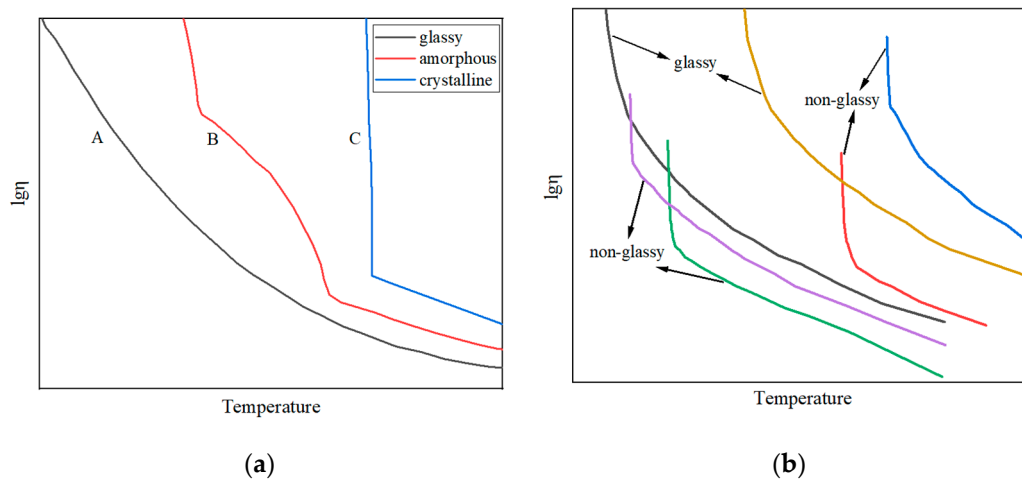 glassy
amorphous
crystalline
A
B
C
lgη
Temperature
(a)
glassy
non-glassy
non-glassy
lgη
Temperature
(b)